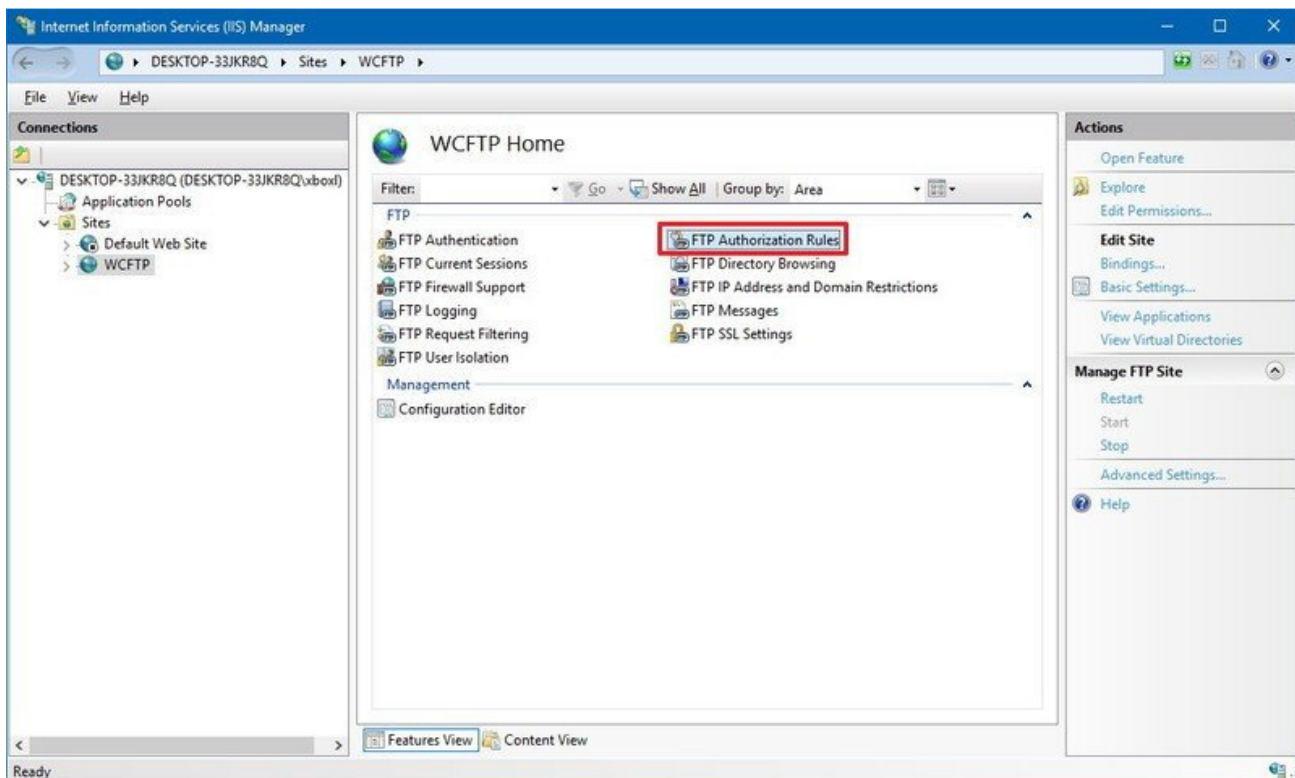 Internet Information Services (IIS) Manager
DESKTOP-33JKR8Q ▸ Sites ▸ WCFTP ▸
File View Help
Connections
DESKTOP-33JKR8Q (DESKTOP-33JKR8Q\xboxl)
Application Pools
Sites
Default Web Site
WCFTP
WCFTP Home
Filter: Go Show All Group by: Area
FTP
FTP Authentication
FTP Authorization Rules
FTP Current Sessions
FTP Directory Browsing
FTP Firewall Support
FTP IP Address and Domain Restrictions
FTP Logging
FTP Messages
FTP Request Filtering
FTP SSL Settings
FTP User Isolation
Management
Configuration Editor
Features View Content View
Actions
Open Feature
Explore
Edit Permissions...
Edit Site
Bindings...
Basic Settings...
View Applications
View Virtual Directories
Manage FTP Site
Restart
Start
Stop
Advanced Settings...
Help
Ready